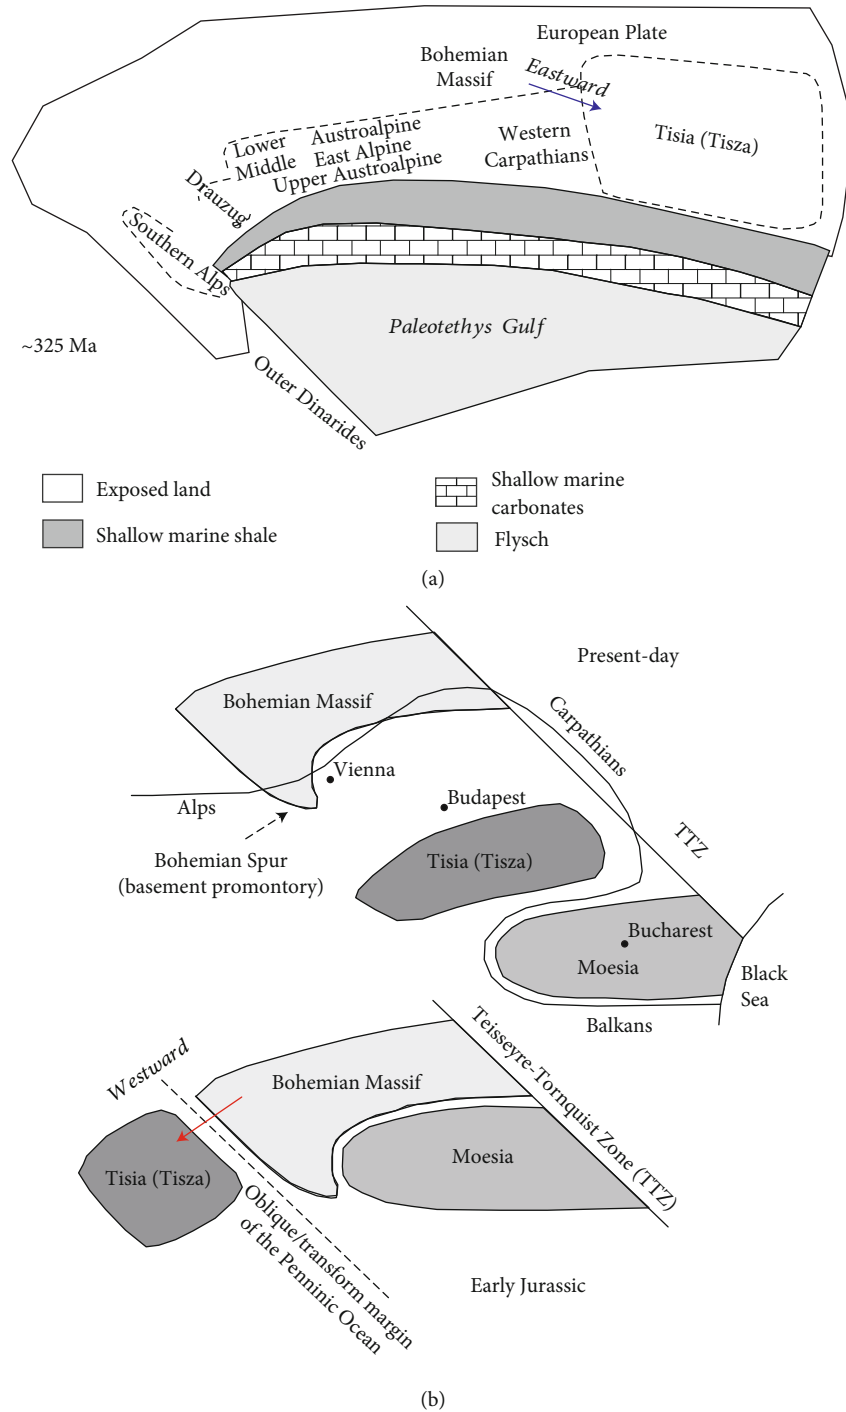 European Plate
Bohemian
Massif
Eastward
Tisia (Tisza)
Lower
Austroalpine
Western
Carpathians
Middle
East Alpine
Upper Austroalpine
Drauzug
Southern Alps
Paleotethys Gulf
~325 Ma
Outer Dinarides
Exposed land
Shallow marine shale
Shallow marine
carbonates
Flysch
(a)
Present-day
Bohemian Massif
Carpathians
Vienna
Alps
Budapest
TTZ
Bohemian Spur
(basement promontory)
Tisia (Tisza)
Bucharest
Moesia
Black
Sea
Balkans
Teisseyre-Tornquist Zone (TTZ)
Westward
Bohemian Massif
Moesia
Tisia (Tisza)
Oblique/transform margin
of the Penninic Ocean
Early Jurassic
(b)